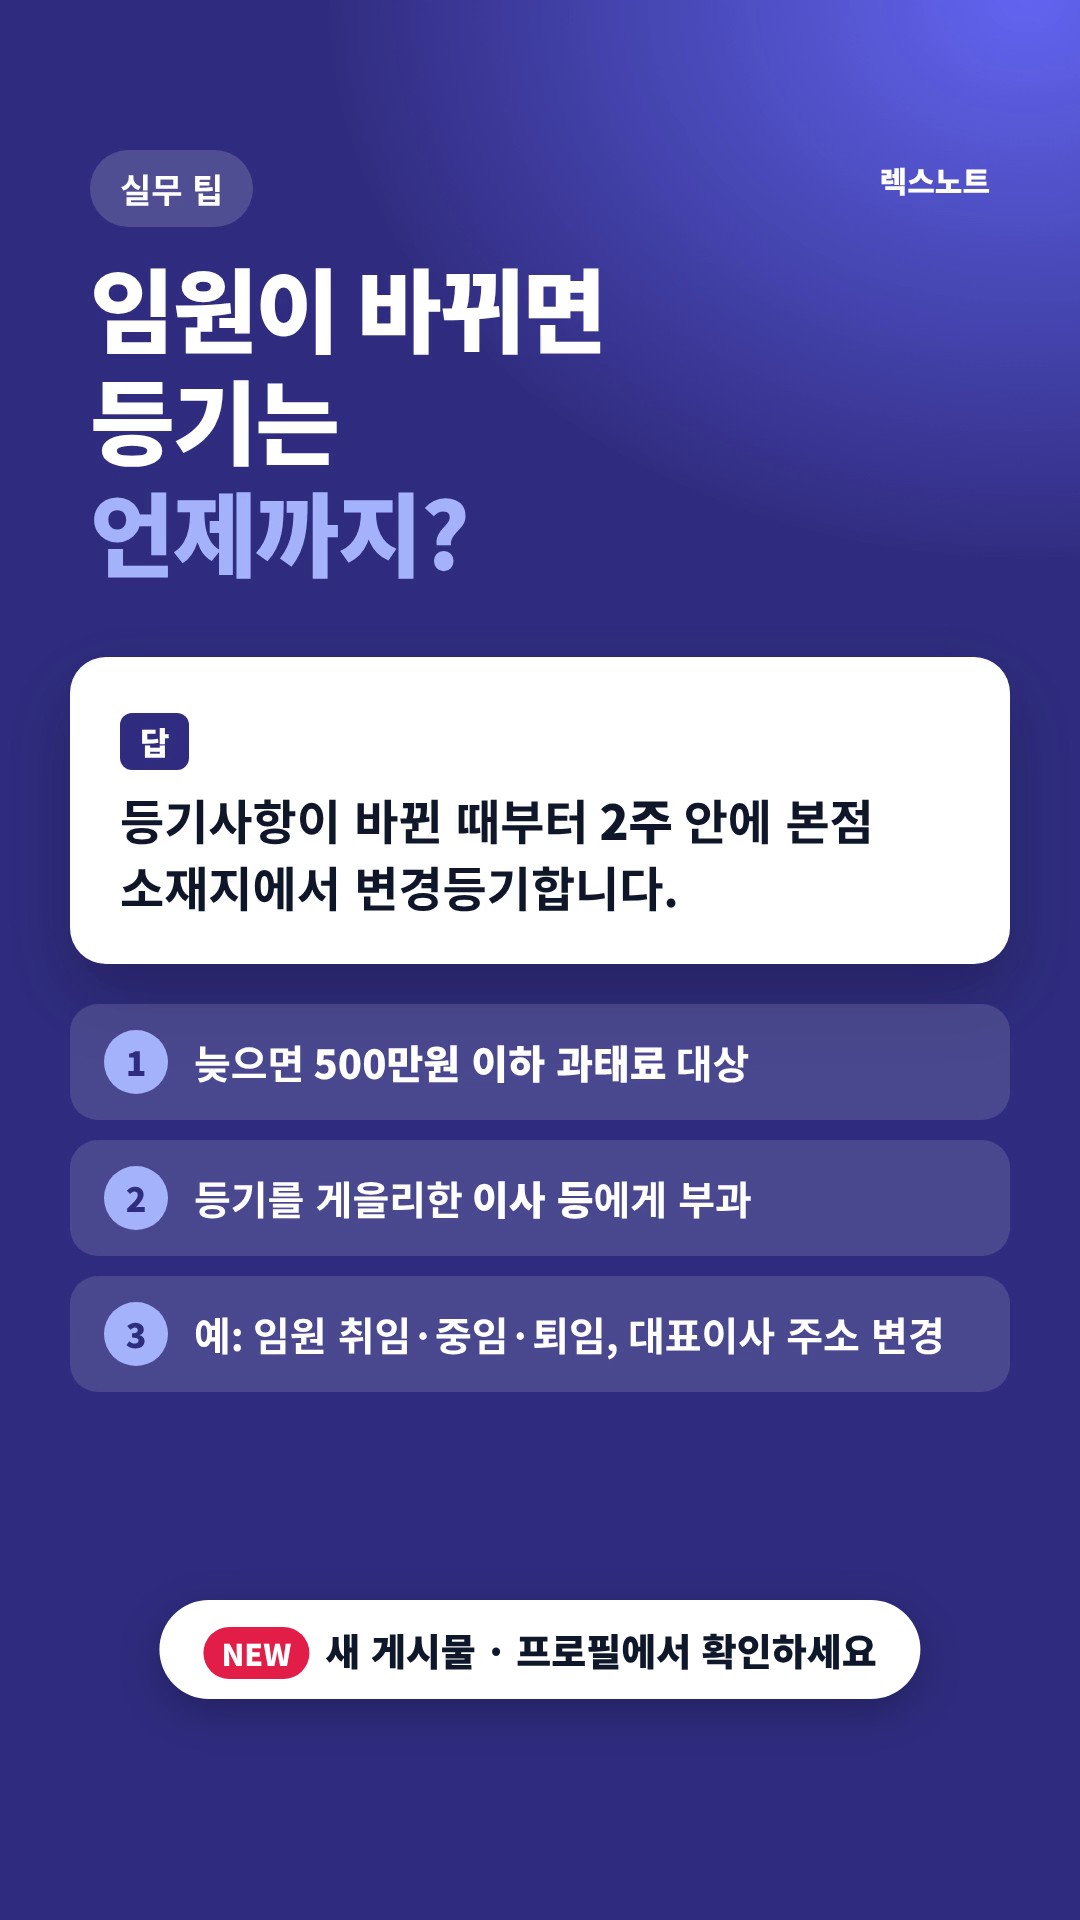 실무 팁
렉스노트
임원이 바뀌면
등기는
언제까지?
답
등기사항이 바뀐 때부터 2주 안에 본점
소재지에서 변경등기합니다.
1 늦으면 500만원 이하 과태료 대상
2 등기를 게을리한 이사 등에게 부과
3 예: 임원 취임·중임·퇴임, 대표이사 주소 변경
NEW 새 게시물 · 프로필에서 확인하세요